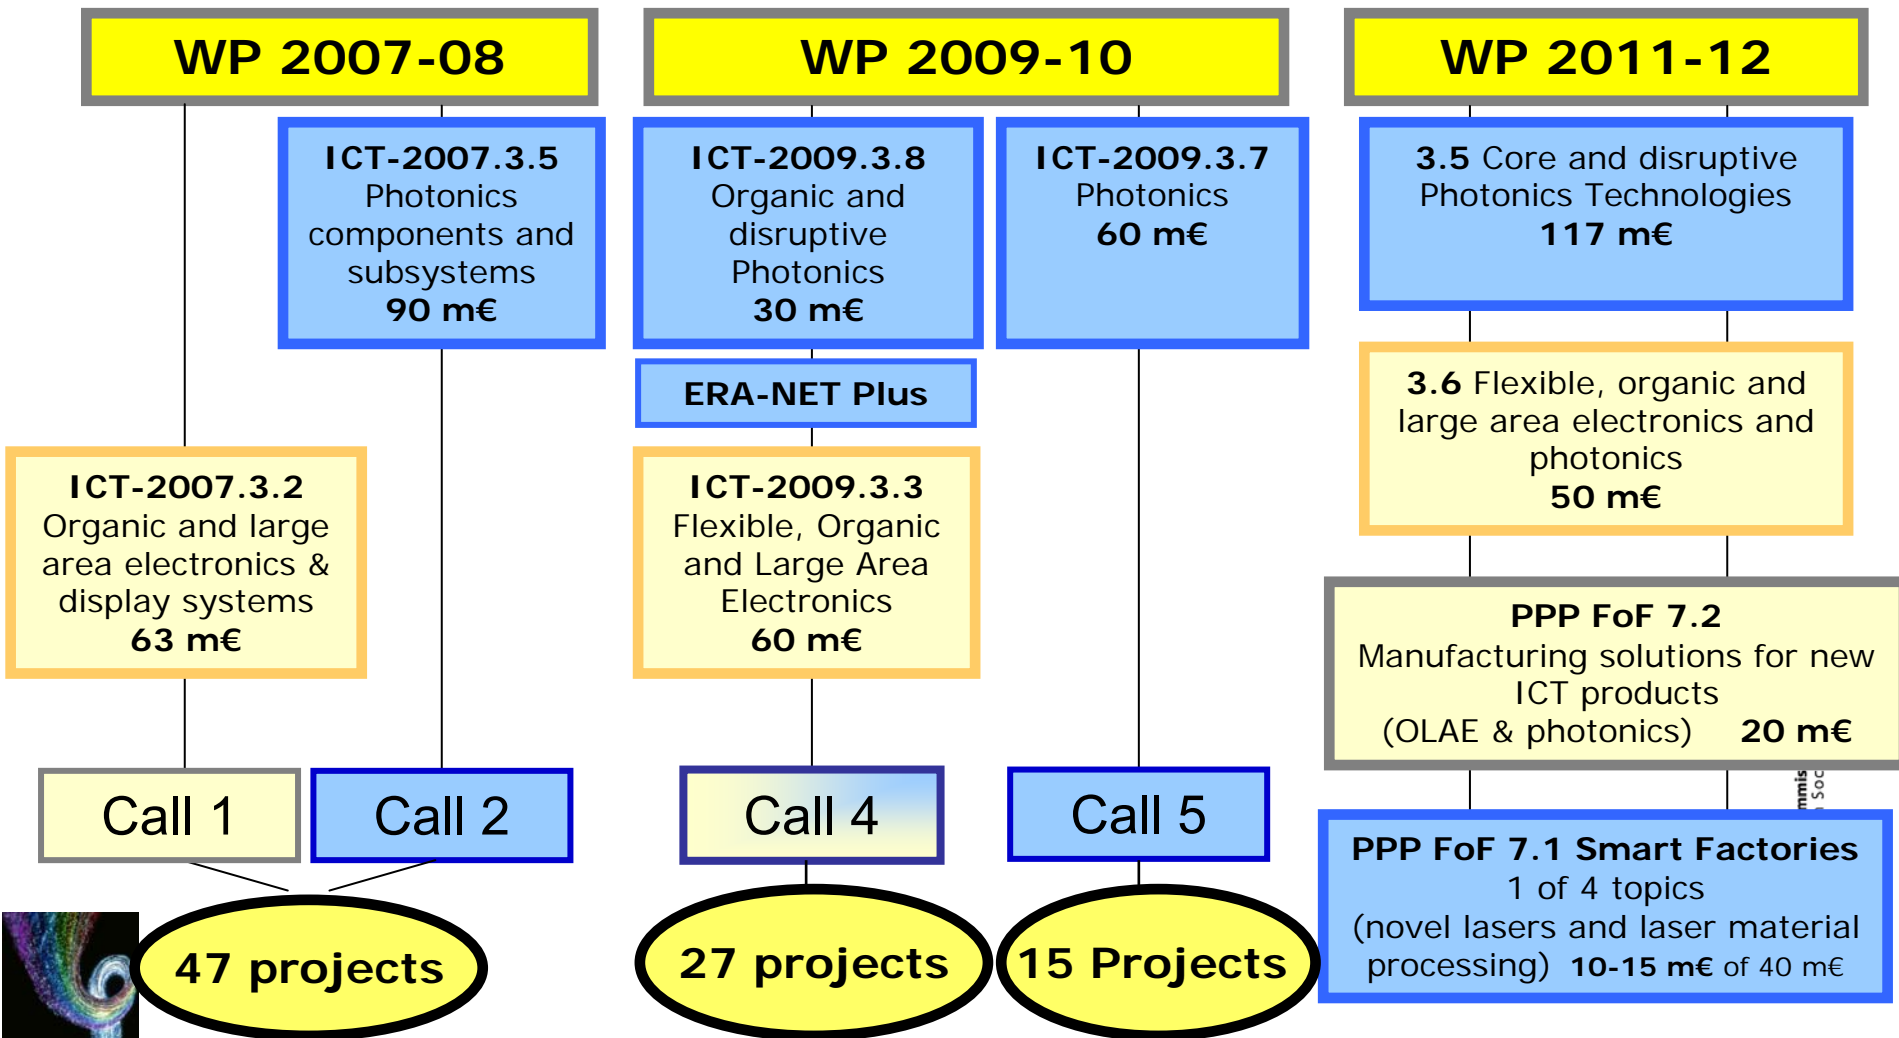 WP 2007-08
ICT-2007.3.5
Photonics
components and
subsystems
90 m€
ICT-2007.3.2
Organic and large
area electronics &
display systems
63 m€
Call 1
Call 2
47 projects
WP 2009-10
ICT-2009.3.8
Organic and
disruptive
Photonics
30 m€
ERA-NET Plus
ICT-2009.3.3
Flexible, Organic
and Large Area
Electronics
60 m€
Call 4
27 projects
ICT-2009.3.7
Photonics
60 m€
Call 5
15 Projects
WP 2011-12
3.5 Core and disruptive
Photonics Technologies
117 m€
3.6 Flexible, organic and
large area electronics and
photonics
50 m€
PPP FoF 7.2
Manufacturing solutions for new
ICT products
(OLAE & photonics) 20 m€
mmis
Soc
PPP FoF 7.1 Smart Factories
1 of 4 topics
(novel lasers and laser material
processing) 10-15 m€ of 40 m€